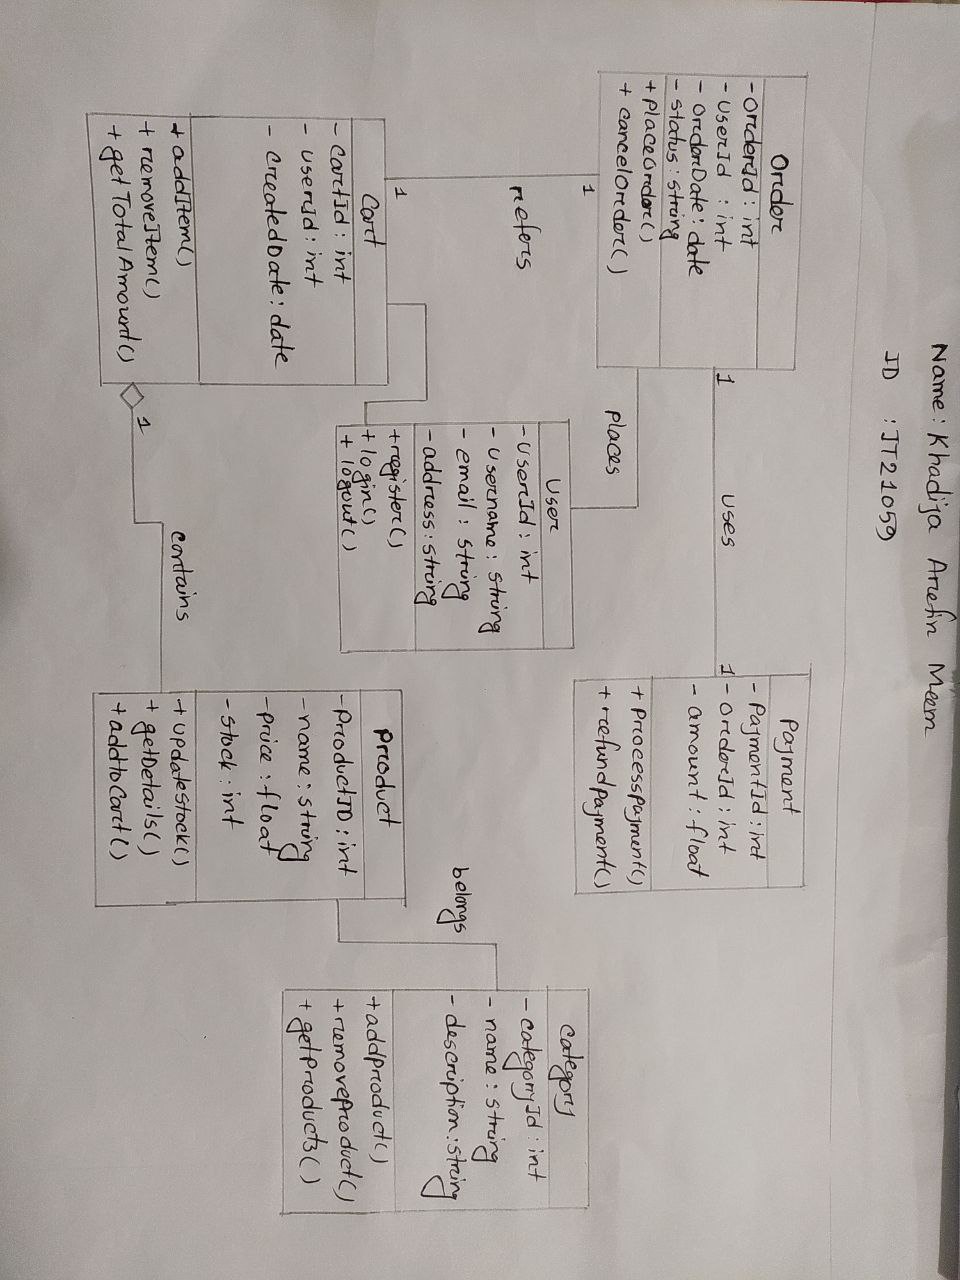 Name: Khadija Arefin Meem
ID : IT21059
Order
- OrderId : int
- UserId : int
- OrderDate : date
- status : string
+ PlaceOrder()
+ cancelOrder()
1
uses
1
Payment
- PaymentId : int
- OrderId : int
- amount : float
+ ProcessPayment()
+ refundpayment()
places
1
refers
1
User
- UserId : int
- Username : string
- email : string
- address : string
+ register()
+ login()
+ logout()
Category
- categoryId : int
- name : string
- description : string
+ addproduct()
+ removeproduct()
+ getproducts()
belongs
Cart
- CartId : int
- userId : int
- CreatedDate : date
+ addItem()
+ removeItem()
+ getTotalAmount()
1
contains
Product
- ProductID : int
- name : string
- price : float
- stock : int
+ updatestock()
+ getDetails()
+ addtoCart()